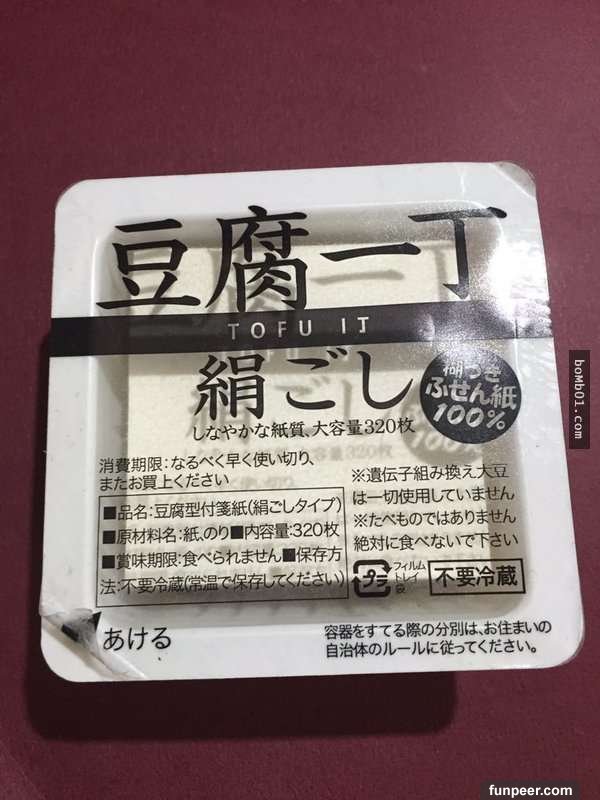 豆腐一丁
TOFU IT
絹ごし
しなやかな紙質、大容量320枚
糊つき
ふせん紙
100%
消費期限:なるべく早く使い切り、
またお買上ください
■品名:豆腐型付箋紙(絹ごしタイプ)
■原材料名:紙、のり■内容量:320枚
■賞味期限:食べられません■保存方
法:不要冷蔵(常温で保存してください)
※遺伝子組み換え大豆
は一切使用していません
※たべものではありません
絶対に食べないで下さい
プラ
フィルム
トレイ
袋
不要冷蔵
あける
容器をすてる際の分別は、お住まいの
自治体のルールに従ってください。
bomb01.com
funpeer.com